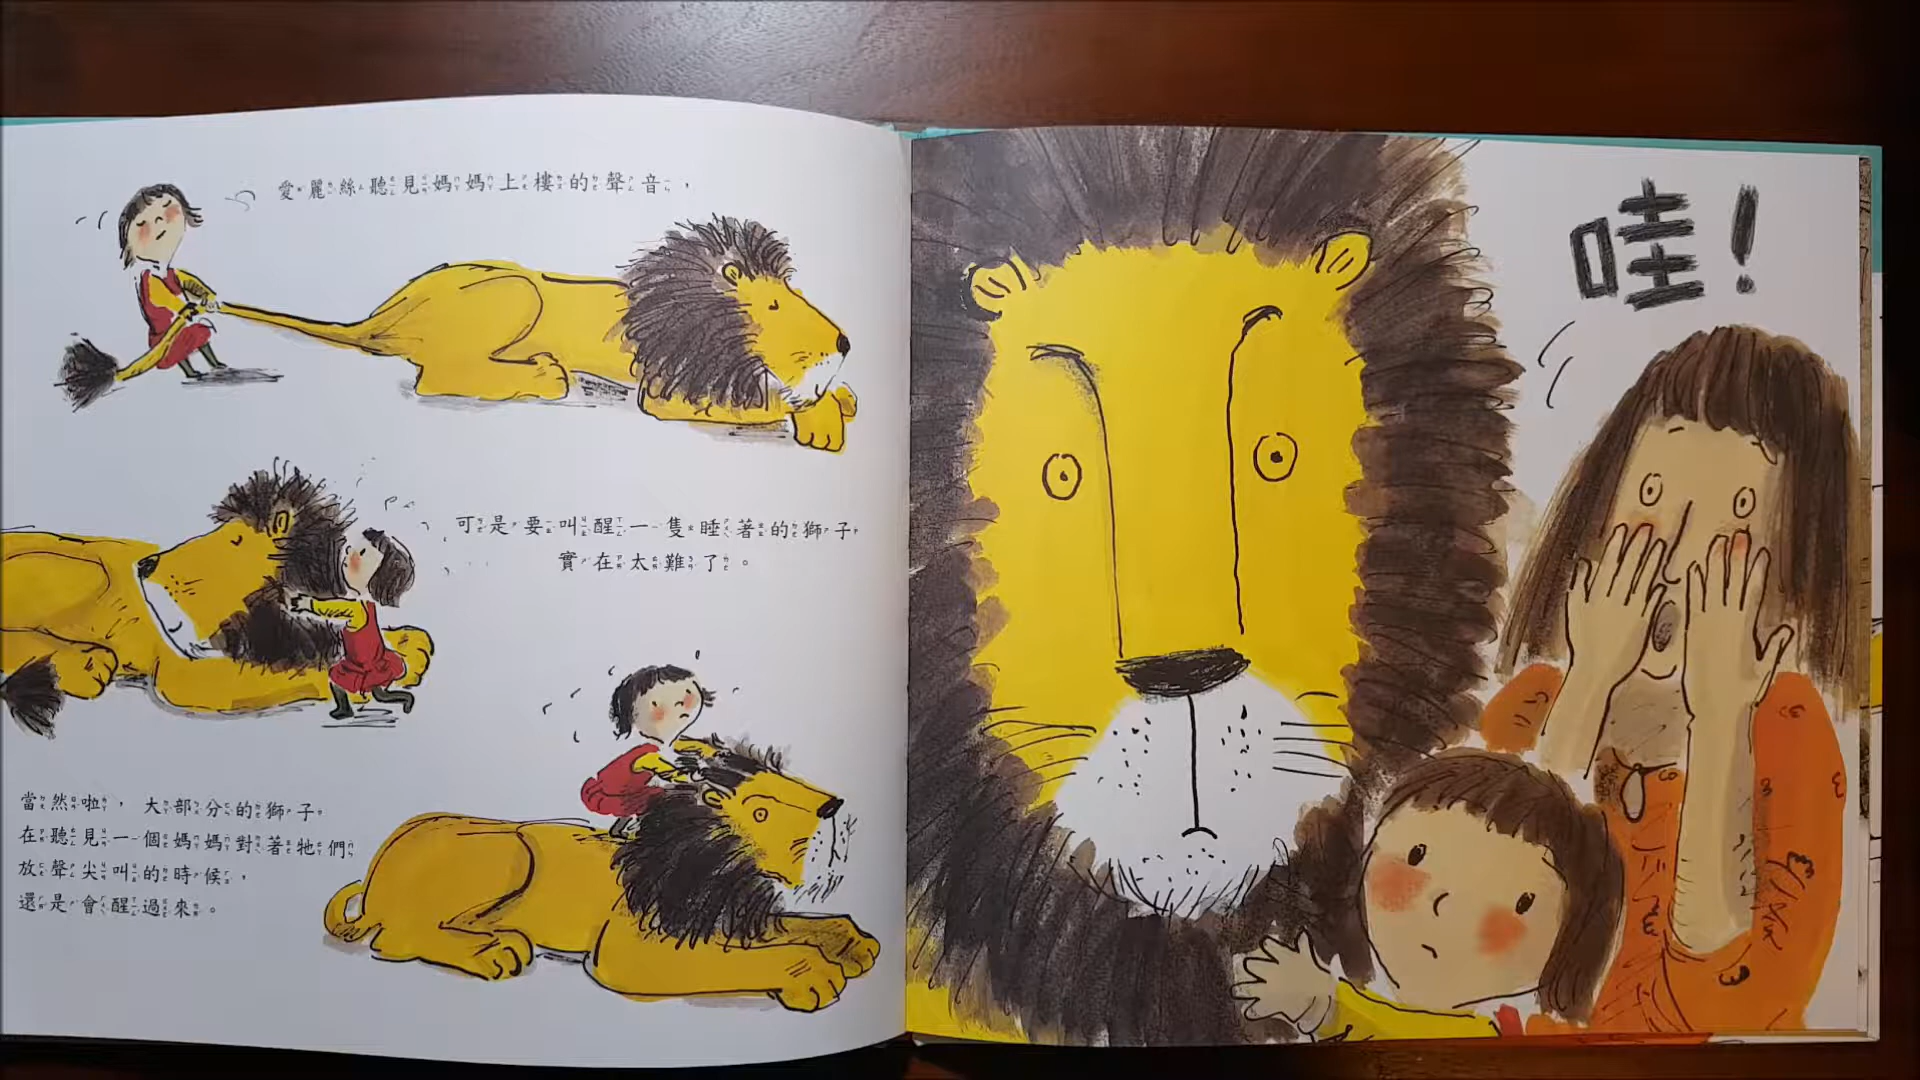 愛麗絲聽見媽媽上樓的聲音，
可是要叫醒一隻睡著的獅子
實在太難了。
當然啦，大部分的獅子
在聽見一個媽媽對著牠們
放聲尖叫的時候，
還是會醒過來。
哇！